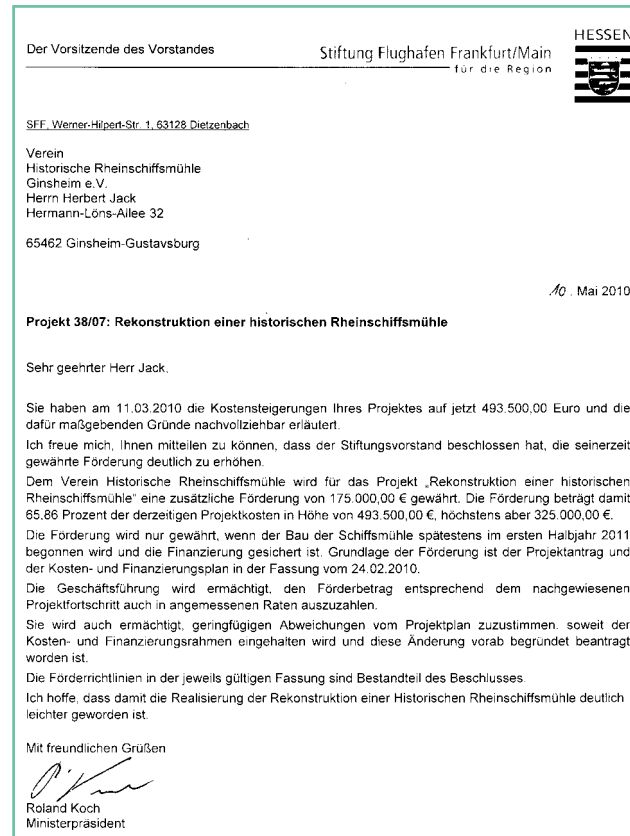 HESSEN
Der Vorsitzende des Vorstandes
Stiftung Flughafen Frankfurt/Main
für die Region
SFF, Werner-Hilpert-Str. 1, 63128 Dietzenbach
Verein
Historische Rheinschiffsmühle
Ginsheim e.V.
Herrn Herbert Jack
Hermann-Löns-Allee 32
65462 Ginsheim-Gustavsburg
10. Mai 2010
Projekt 38/07: Rekonstruktion einer historischen Rheinschiffsmühle
Sehr geehrter Herr Jack,
Sie haben am 11.03.2010 die Kostensteigerungen Ihres Projektes auf jetzt 493.500,00 Euro und die
dafür maßgebenden Gründe nachvollziehbar erläutert.
Ich freue mich, Ihnen mitteilen zu können, dass der Stiftungsvorstand beschlossen hat, die seinerzeit
gewährte Förderung deutlich zu erhöhen.
Dem Verein Historische Rheinschiffsmühle wird für das Projekt „Rekonstruktion einer historischen
Rheinschiffsmühle" eine zusätzliche Förderung von 175.000,00 € gewährt. Die Förderung beträgt damit
65,86 Prozent der derzeitigen Projektkosten in Höhe von 493.500,00 €, höchstens aber 325.000,00 €.
Die Förderung wird nur gewährt, wenn der Bau der Schiffsmühle spätestens im ersten Halbjahr 2011
begonnen wird und die Finanzierung gesichert ist. Grundlage der Förderung ist der Projektantrag und
der Kosten- und Finanzierungsplan in der Fassung vom 24.02.2010.
Die Geschäftsführung wird ermächtigt, den Förderbetrag entsprechend dem nachgewiesenen
Projektfortschritt auch in angemessenen Raten auszuzahlen.
Sie wird auch ermächtigt, geringfügigen Abweichungen vom Projektplan zuzustimmen, soweit der
Kosten- und Finanzierungsrahmen eingehalten wird und diese Änderung vorab begründet beantragt
worden ist.
Die Förderrichtlinien in der jeweils gültigen Fassung sind Bestandteil des Beschlusses.
Ich hoffe, dass damit die Realisierung der Rekonstruktion einer Historischen Rheinschiffsmühle deutlich
leichter geworden ist.
Mit freundlichen Grüßen
Roland Koch
Ministerpräsident